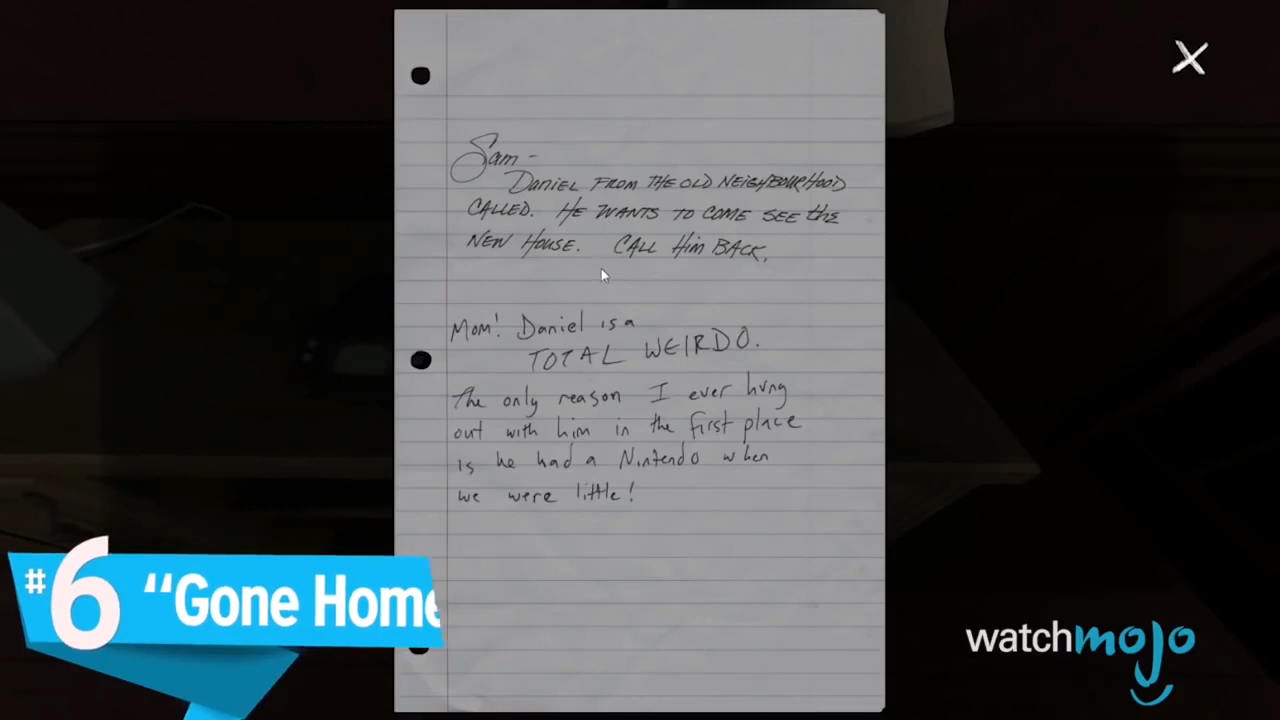 Sam-
DANIEL FROM THE OLD NEIGHBOURHOOD
CALLED. HE WANTS TO COME SEE the
NEW HOUSE. CALL HIM BACK.
Mom! Daniel is a
TOTAL WEIRDO.
The only reason I ever hung
out with him in the first place
is he had a Nintendo when
we were little!
#6 “Gone Home
watchmojo